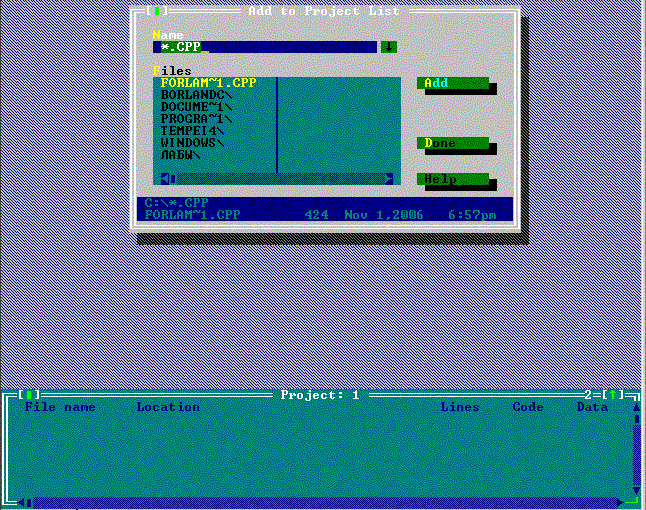 Add to Project List
Name
*.CPP
Files
FORLAM~1.CPP
BORLANDC\
DOCUME~1\
PROGRA~1\
TEMPEI4\
WINDOWS\
ЛАБЫ\
Add
Done
Help
C:\*.CPP
FORLAM~1.CPP 424 Nov 1,2006 6:57pm
Project: 1 2
File name Location Lines Code Data